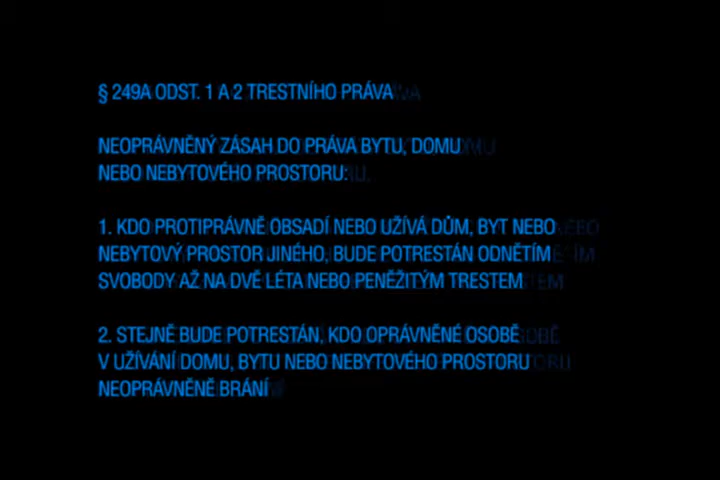 § 249A ODST. 1 A 2 TRESTNÍHO PRÁVA
NEOPRÁVNĚNÝ ZÁSAH DO PRÁVA BYTU, DOMU
NEBO NEBYTOVÉHO PROSTORU:
1. KDO PROTIPRÁVNĚ OBSADÍ NEBO UŽÍVÁ DŮM, BYT NEBO
NEBYTOVÝ PROSTOR JINÉHO, BUDE POTRESTÁN ODNĚTÍM
SVOBODY AŽ NA DVĚ LÉTA NEBO PENĚŽITÝM TRESTEM
2. STEJNĚ BUDE POTRESTÁN, KDO OPRÁVNĚNÉ OSOBĚ
V UŽÍVÁNÍ DOMU, BYTU NEBO NEBYTOVÉHO PROSTORU
NEOPRÁVNĚNĚ BRÁNÍ